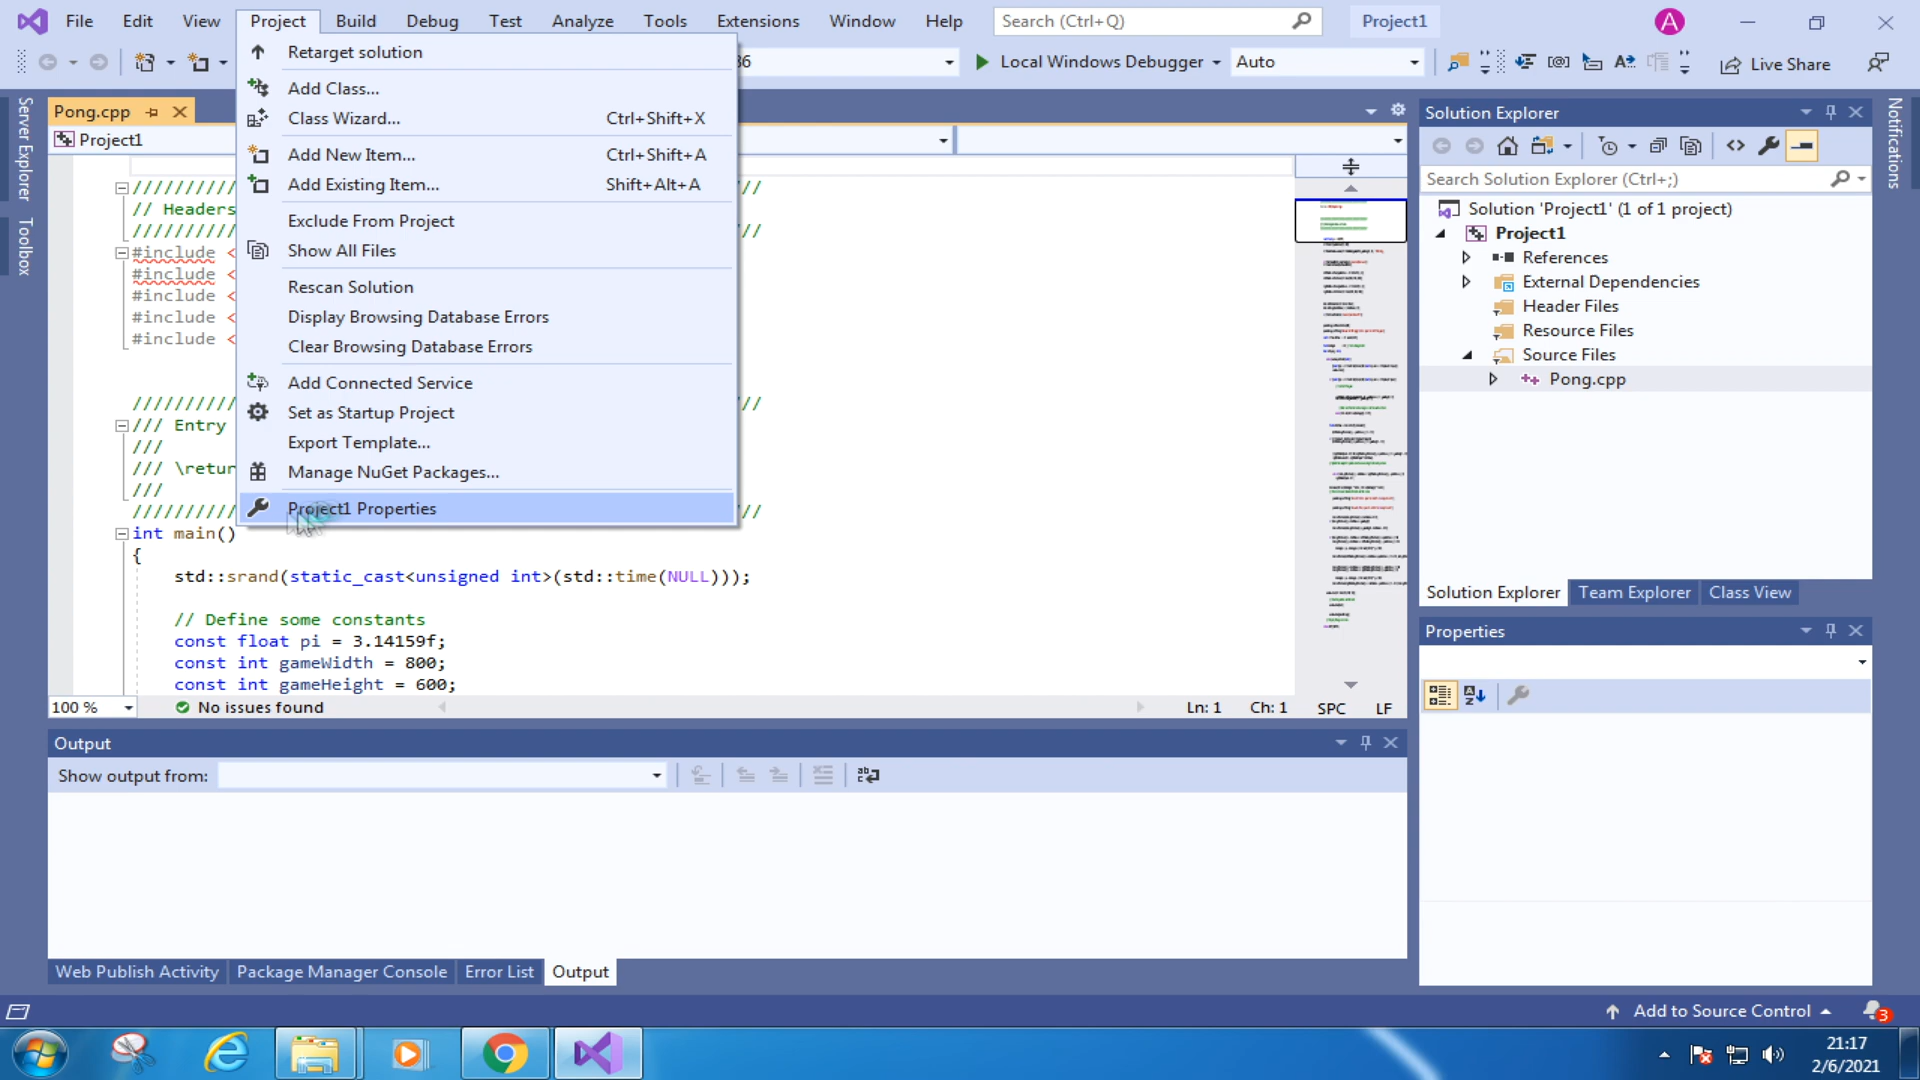 File Edit View Project Build Debug Test Analyze Tools Extensions Window Help Search (Ctrl+Q) Project1 A
Local Windows Debugger Auto Live Share
Retarget solution
Add Class...
Class Wizard... Ctrl+Shift+X
Add New Item... Ctrl+Shift+A
Add Existing Item... Shift+Alt+A
Exclude From Project
Show All Files
Rescan Solution
Display Browsing Database Errors
Clear Browsing Database Errors
Add Connected Service
Set as Startup Project
Export Template...
Manage NuGet Packages...
Project1 Properties
Server Explorer
Toolbox
Pong.cpp
Project1
// Headers
#include <
#include <
#include <
#include <
#include <
/// Entry
///
/// \retur
///
int main()
{
std::srand(static_cast<unsigned int>(std::time(NULL)));
// Define some constants
const float pi = 3.14159f;
const int gameWidth = 800;
const int gameHeight = 600;
100 % No issues found Ln: 1 Ch: 1 SPC LF
Output
Show output from:
Web Publish Activity Package Manager Console Error List Output
Solution Explorer
Search Solution Explorer (Ctrl+;)
Solution 'Project1' (1 of 1 project)
Project1
References
External Dependencies
Header Files
Resource Files
Source Files
Pong.cpp
Solution Explorer Team Explorer Class View
Properties
Notifications
Add to Source Control 3
21:17
2/6/2021